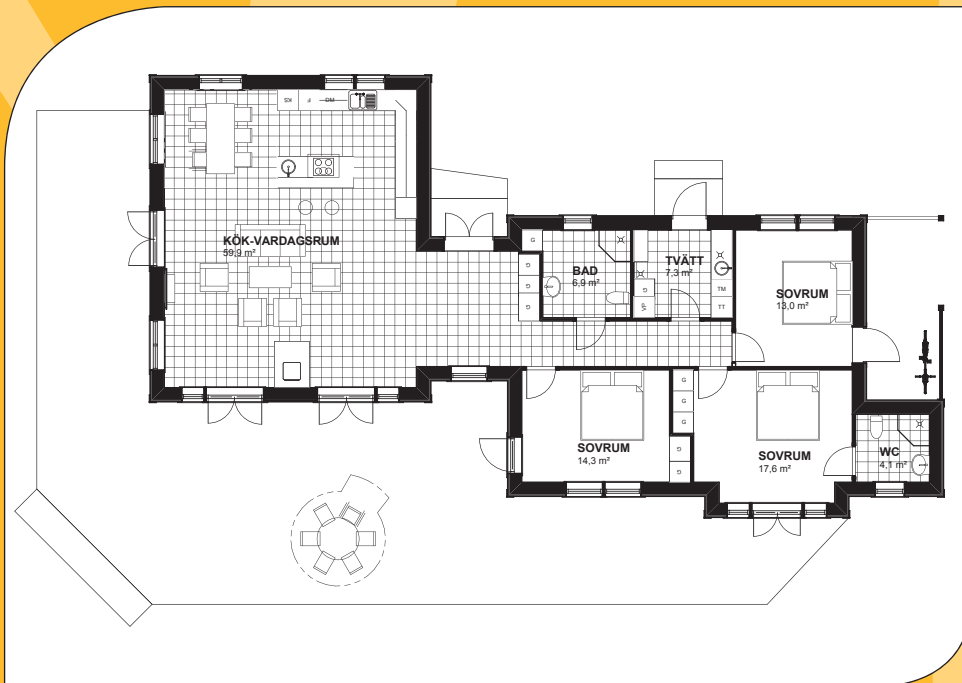 SK
DM
KÖK-VARDAGSRUM
59,9 m²
G
G
G
G
BAD
6,9 m²
TVÄTT
7,3 m²
G
VP
TM
TT
SOVRUM
13,0 m²
SOVRUM
14,3 m²
G
G
G
G
G
SOVRUM
17,6 m²
WC
4,1 m²